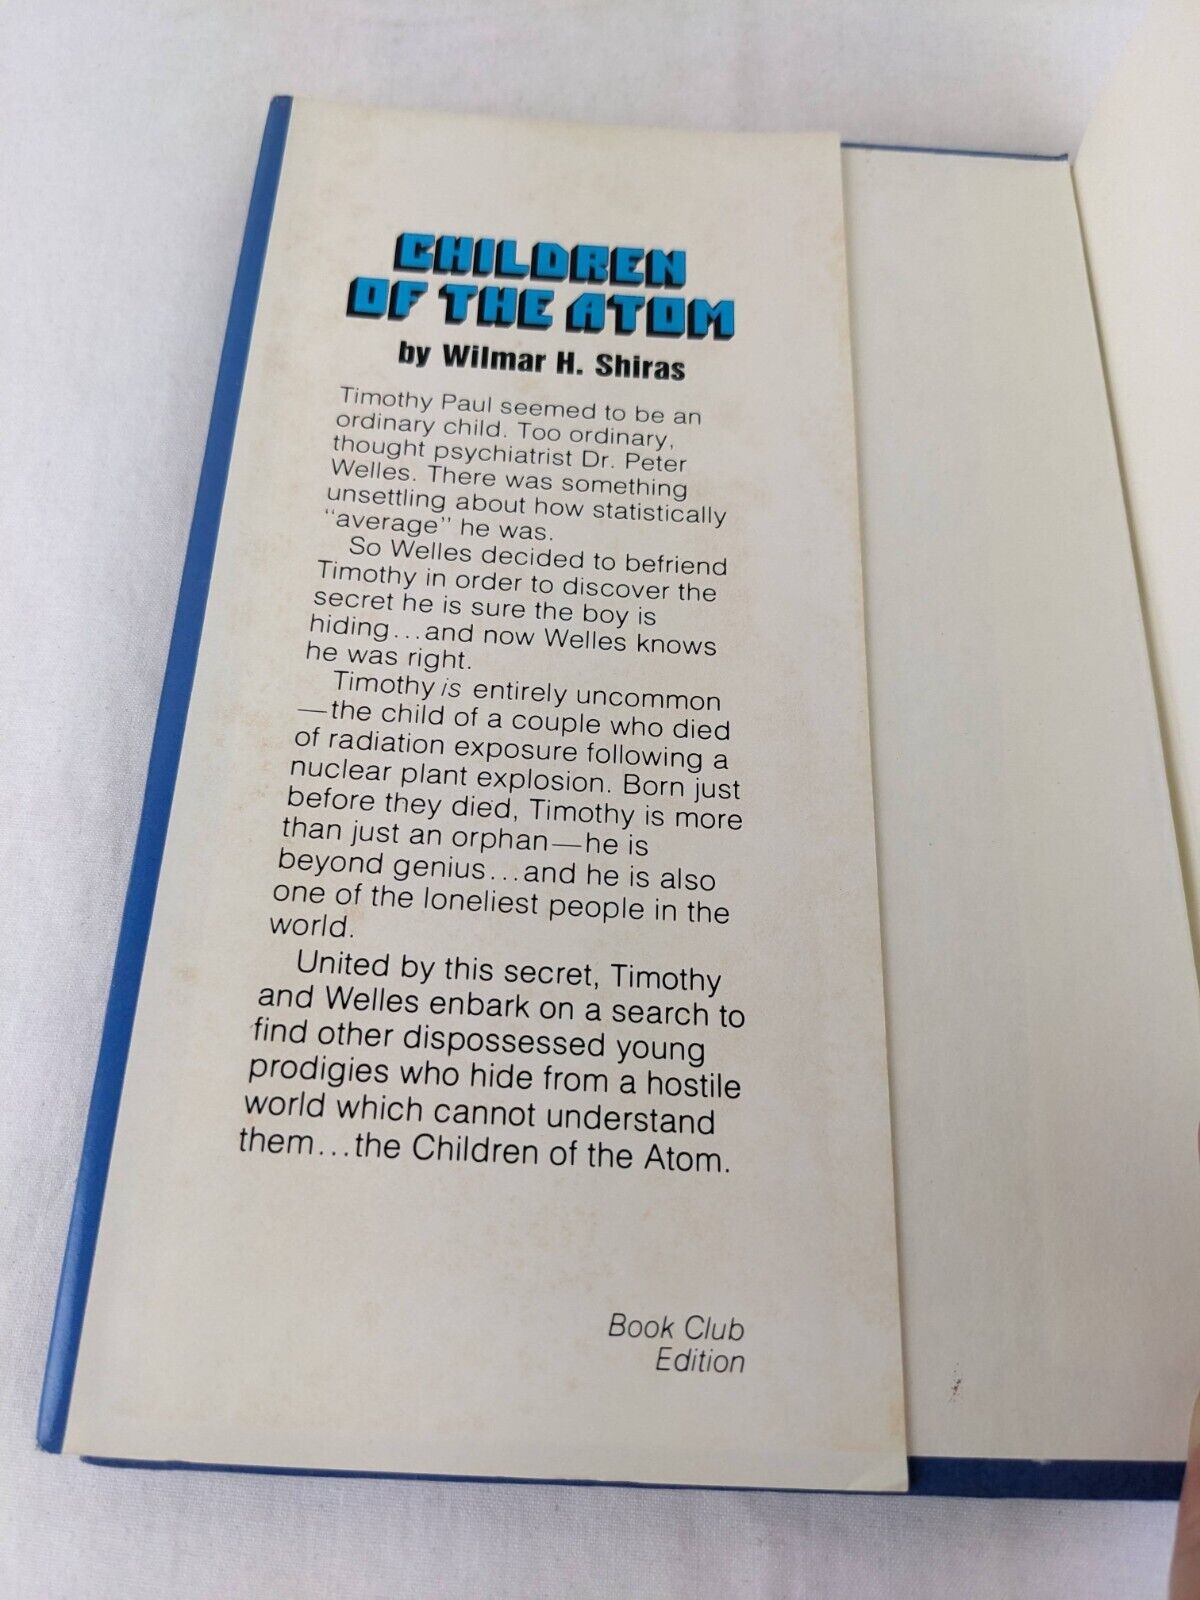 CHILDREN
OF THE ATOM
by Wilmar H. Shiras
Timothy Paul seemed to be an
ordinary child. Too ordinary,
thought psychiatrist Dr. Peter
Welles. There was something
unsettling about how statistically
"average" he was.
So Welles decided to befriend
Timothy in order to discover the
secret he is sure the boy is
hiding...and now Welles knows
he was right.
Timothy is entirely uncommon
—the child of a couple who died
of radiation exposure following a
nuclear plant explosion. Born just
before they died, Timothy is more
than just an orphan—he is
beyond genius...and he is also
one of the loneliest people in the
world.
United by this secret, Timothy
and Welles enbark on a search to
find other dispossessed young
prodigies who hide from a hostile
world which cannot understand
them...the Children of the Atom.
Book Club
Edition